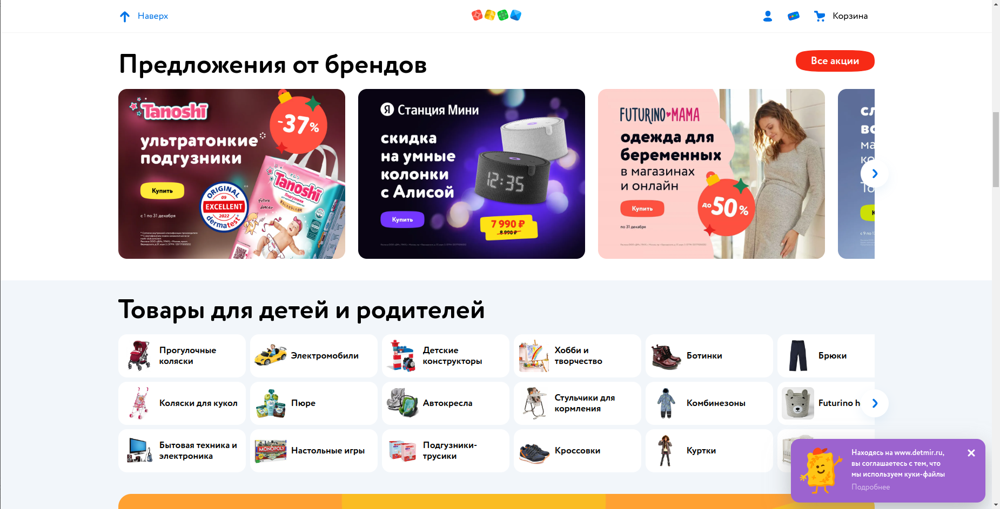 Наверх
Корзина
Предложения от брендов
Все акции
Tanoshi
-37%
ультратонкие
подгузники
Купить
с 1 по 31 декабря
ORIGINAL
09
EXCELLENT
2022
dermatest
Tanoshi
Подгузники
Future
dancer
Я Станция Мини
скидка
на умные
колонки
с Алисой
Купить
12:35
7 990 ₽
8 990 ₽
FUTURINO MAMA
одежда для
беременных
в магазинах
и онлайн
Купить
до 50%
по 31 декабря
Товары для детей и родителей
Прогулочные
коляски
Электромобили
Детские
конструкторы
Хобби и
творчество
Ботинки
Брюки
Коляски для кукол
Пюре
Автокресла
Стульчики для
кормления
Комбинезоны
Futurino h
Бытовая техника и
электроника
MONOPOLY
Настольные игры
Подгузники-
трусики
Кроссовки
Куртки
Находясь на www.detmir.ru,
вы соглашаетесь с тем, что
мы используем куки-файлы
Подробнее